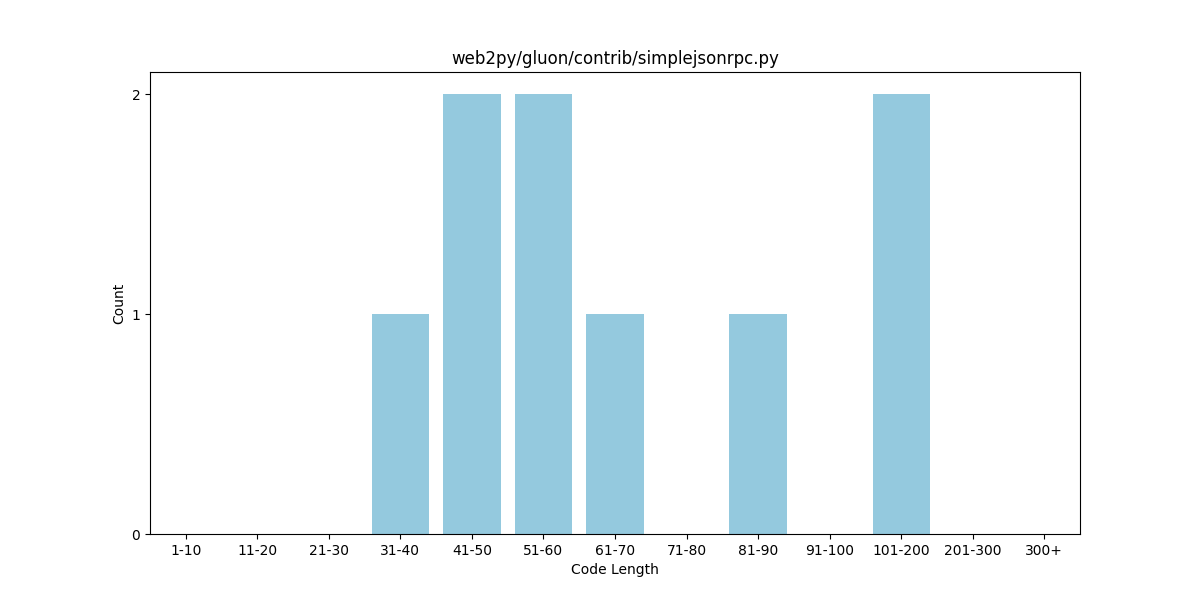 web2py/gluon/contrib/simplejsonrpc.py
2
1
0
Count
1-10 11-20 21-30 31-40 41-50 51-60 61-70 71-80 81-90 91-100 101-200 201-300 300+
Code Length